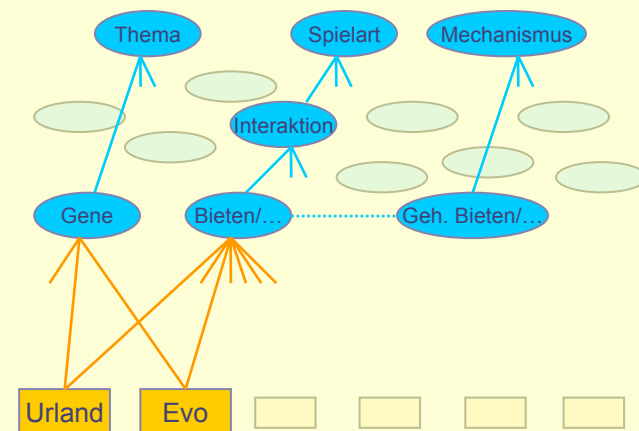 Thema
Spielart
Mechanismus
Interaktion
Gene
Bieten/…
Geh. Bieten/…
Urland
Evo